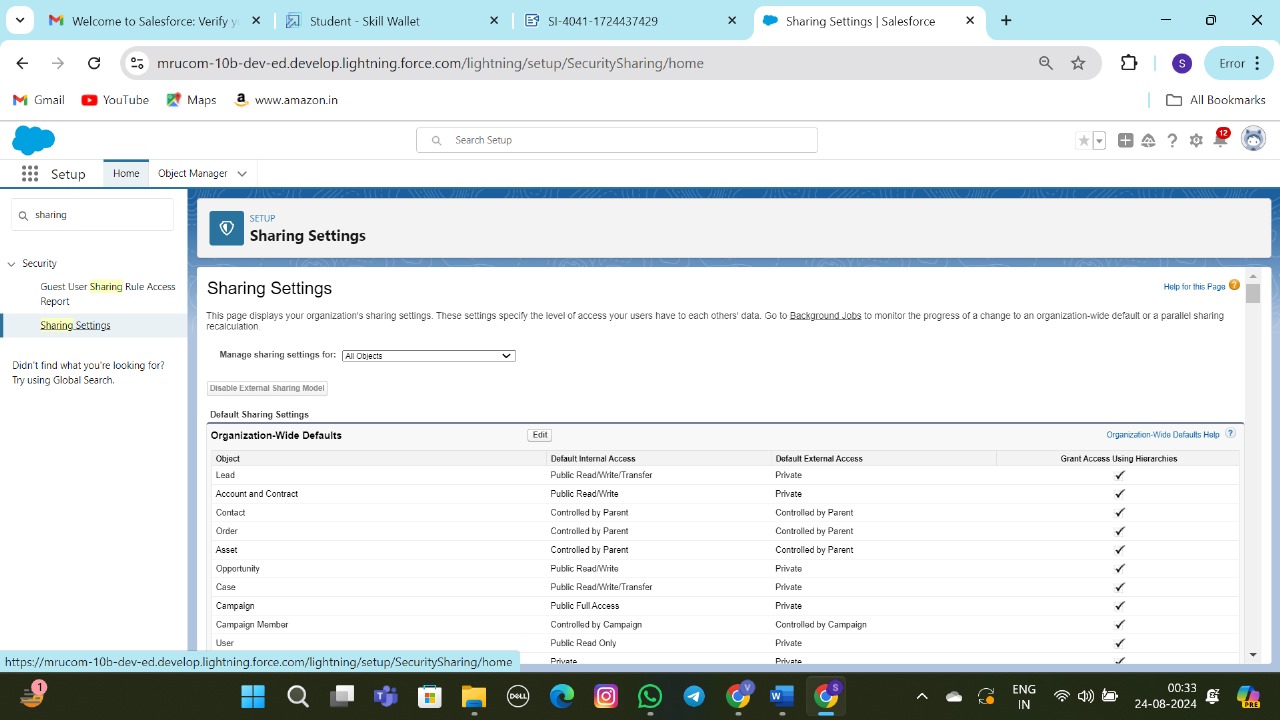 Welcome to Salesforce: Verify yo
Student - Skill Wallet
SI-4041-1724437429
Sharing Settings | Salesforce
mrucom-10b-dev-ed.develop.lightning.force.com/lightning/setup/SecuritySharing/home
S
Error
Gmail
YouTube
Maps
www.amazon.in
All Bookmarks
Search Setup
12
Setup
Home
Object Manager
sharing
Security
Guest User Sharing Rule Access
Report
Sharing Settings
Didn't find what you're looking for?
Try using Global Search.
SETUP
Sharing Settings
Sharing Settings
Help for this Page
This page displays your organization's sharing settings. These settings specify the level of access your users have to each others' data. Go to Background Jobs to monitor the progress of a change to an organization-wide default or a parallel sharing
recalculation.
Manage sharing settings for: All Objects
Disable External Sharing Model
Default Sharing Settings
Organization-Wide Defaults Edit Organization-Wide Defaults Help ?
Object Default Internal Access Default External Access Grant Access Using Hierarchies
Lead Public Read/Write/Transfer Private ✓
Account and Contract Public Read/Write Private ✓
Contact Controlled by Parent Controlled by Parent ✓
Order Controlled by Parent Controlled by Parent ✓
Asset Controlled by Parent Controlled by Parent ✓
Opportunity Public Read/Write Private ✓
Case Public Read/Write/Transfer Private ✓
Campaign Public Full Access Private ✓
Campaign Member Controlled by Campaign Controlled by Campaign ✓
User Public Read Only Private ✓
Private Private ✓
https://mrucom-10b-dev-ed.develop.lightning.force.com/lightning/setup/SecuritySharing/home
1
DELL
V
S
ENG
IN
00:33
24-08-2024
PRE